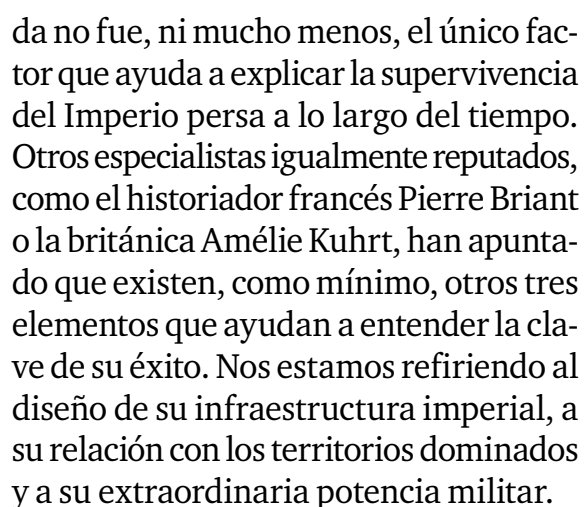 da no fue, ni mucho menos, el único fac-
tor que ayuda a explicar la supervivencia
del Imperio persa a lo largo del tiempo.
Otros especialistas igualmente reputados,
como el historiador francés Pierre Briant
o la británica Amélie Kuhrt, han apunta-
do que existen, como mínimo, otros tres
elementos que ayudan a entender la cla-
ve de su éxito. Nos estamos refiriendo al
diseño de su infraestructura imperial, a
su relación con los territorios dominados
y a su extraordinaria potencia militar.